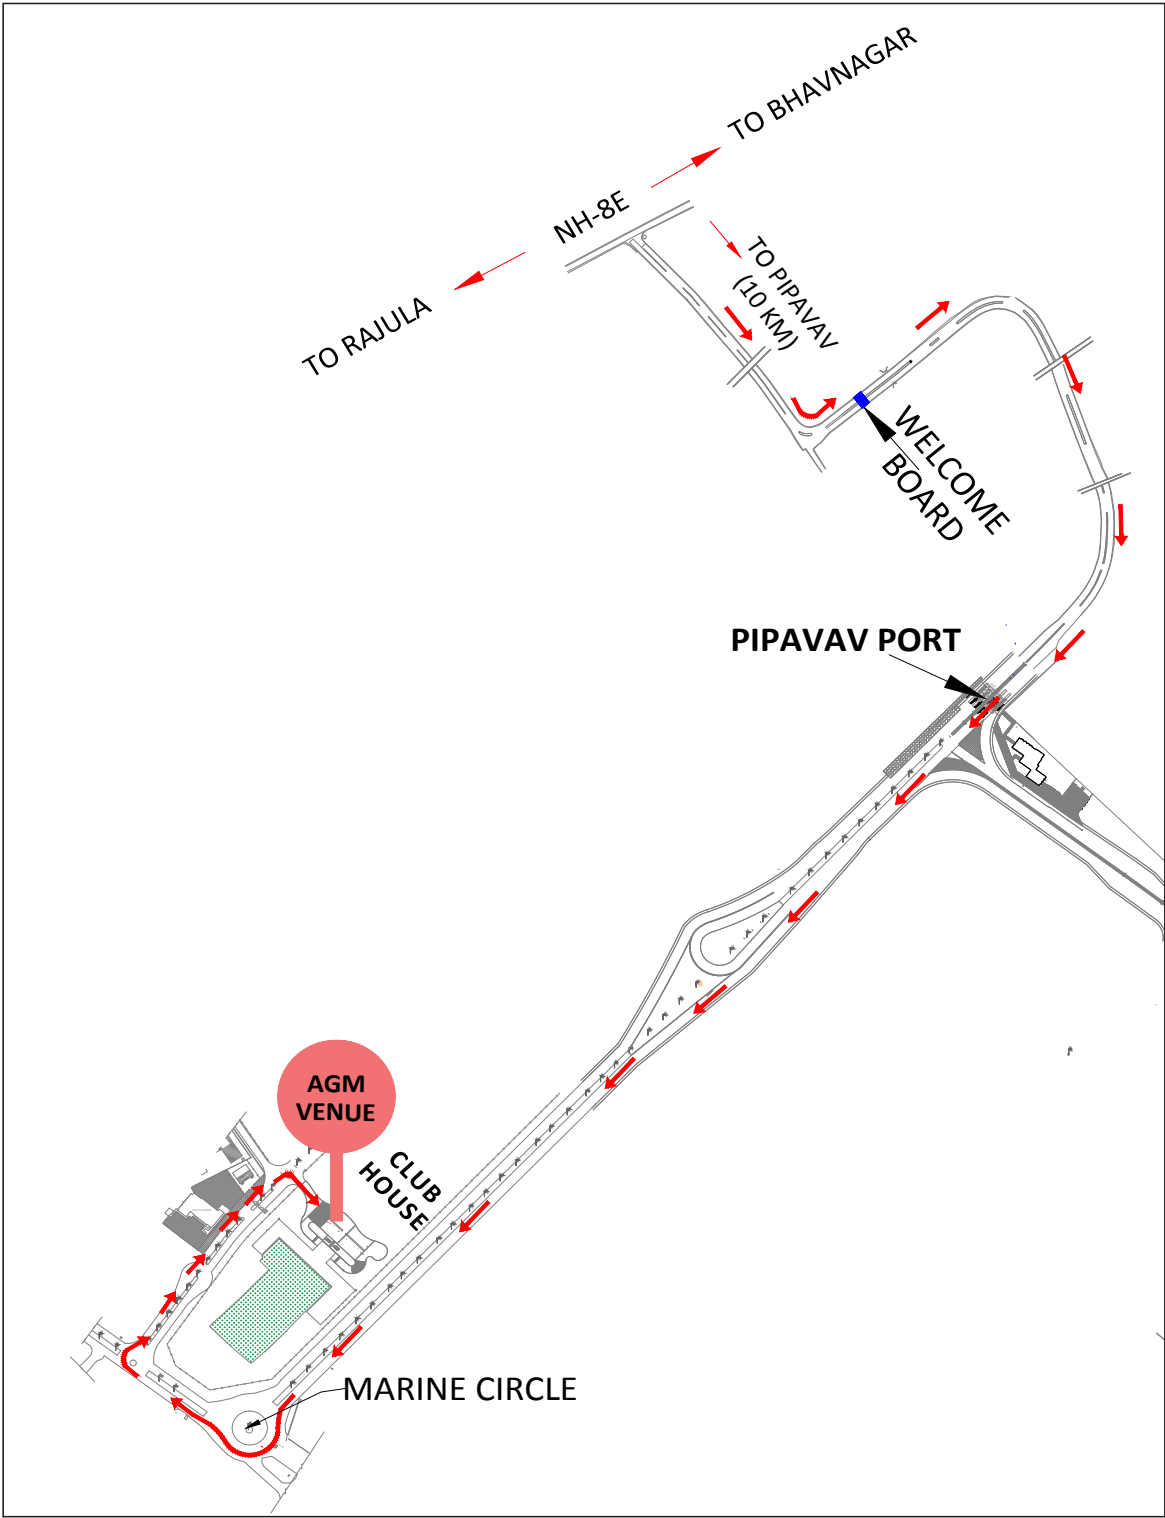 TO BHAVNAGAR
NH-8E
TO RAJULA
TO PIPAVAV
(10 KM)
WELCOME
BOARD
PIPAVAV PORT
AGM
VENUE
CLUB
HOUSE
MARINE CIRCLE